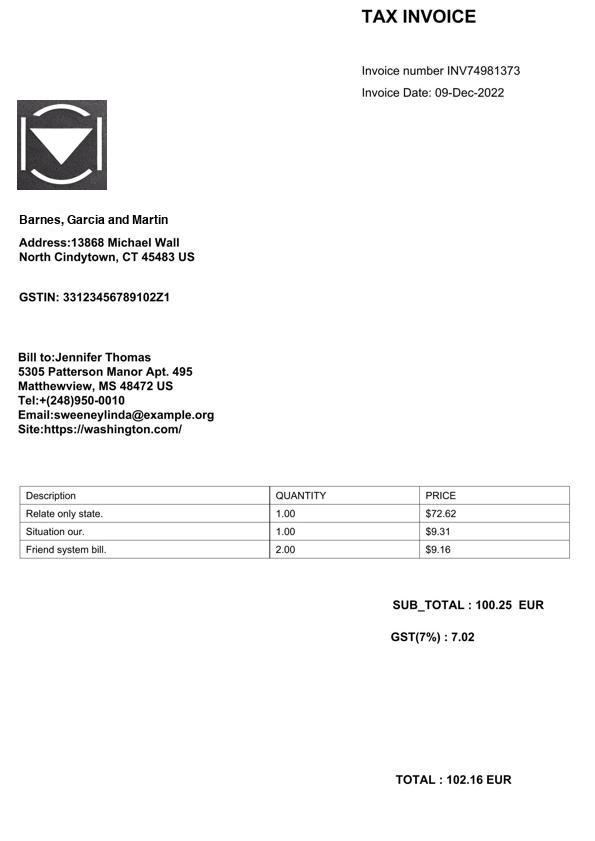 TAX INVOICE
Invoice number INV74981373
Invoice Date: 09-Dec-2022
Barnes, Garcia and Martin
Address:13868 Michael Wall
North Cindytown, CT 45483 US
GSTIN: 33123456789102Z1
Bill to:Jennifer Thomas
5305 Patterson Manor Apt. 495
Matthewview, MS 48472 US
Tel:+(248)950-0010
Email:sweeneylinda@example.org
Site:https://washington.com/
Description QUANTITY PRICE
Relate only state. 1.00 $72.62
Situation our. 1.00 $9.31
Friend system bill. 2.00 $9.16
SUB_TOTAL : 100.25 EUR
GST(7%) : 7.02
TOTAL : 102.16 EUR